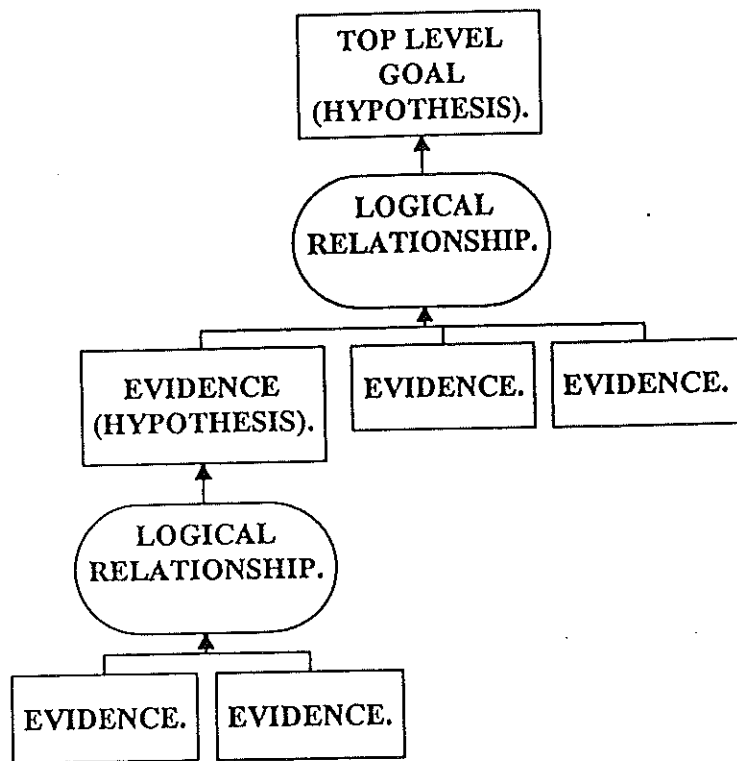 TOP LEVEL
GOAL
(HYPOTHESIS).
LOGICAL
RELATIONSHIP.
EVIDENCE
(HYPOTHESIS).
EVIDENCE.
EVIDENCE.
LOGICAL
RELATIONSHIP.
EVIDENCE.
EVIDENCE.